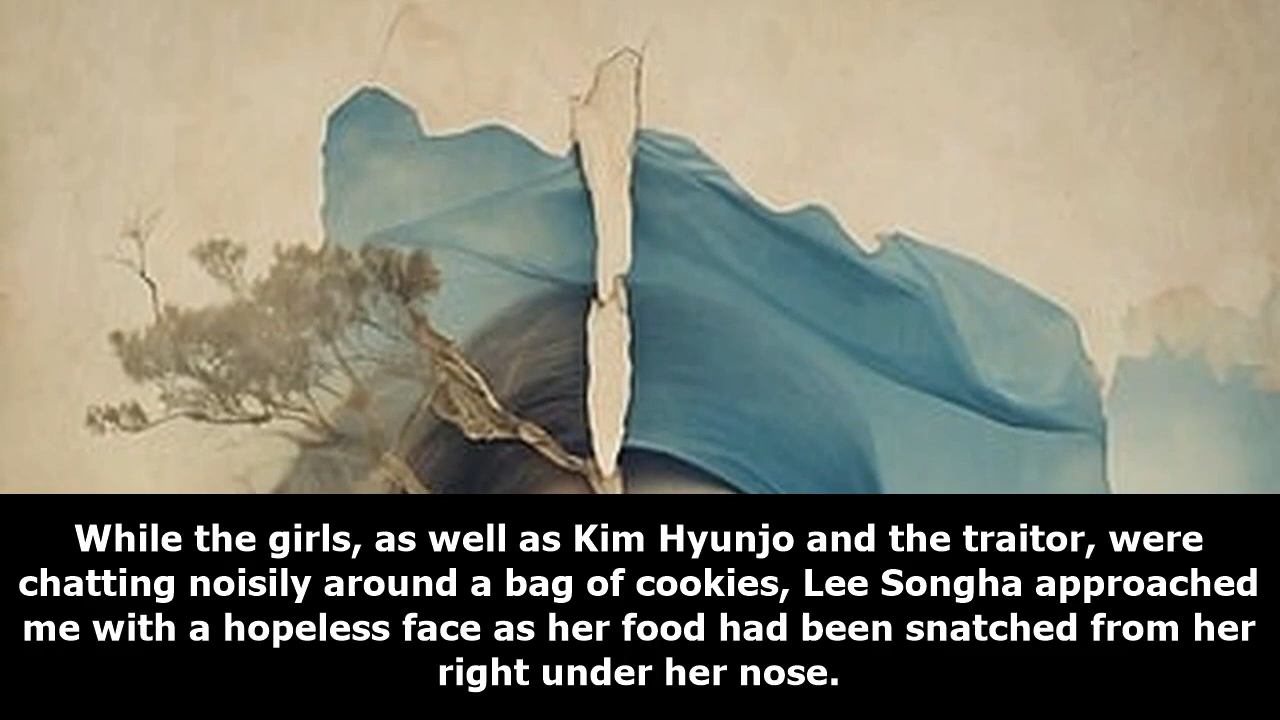 While the girls, as well as Kim Hyunjo and the traitor, were
chatting noisily around a bag of cookies, Lee Songha approached
me with a hopeless face as her food had been snatched from her
right under her nose.